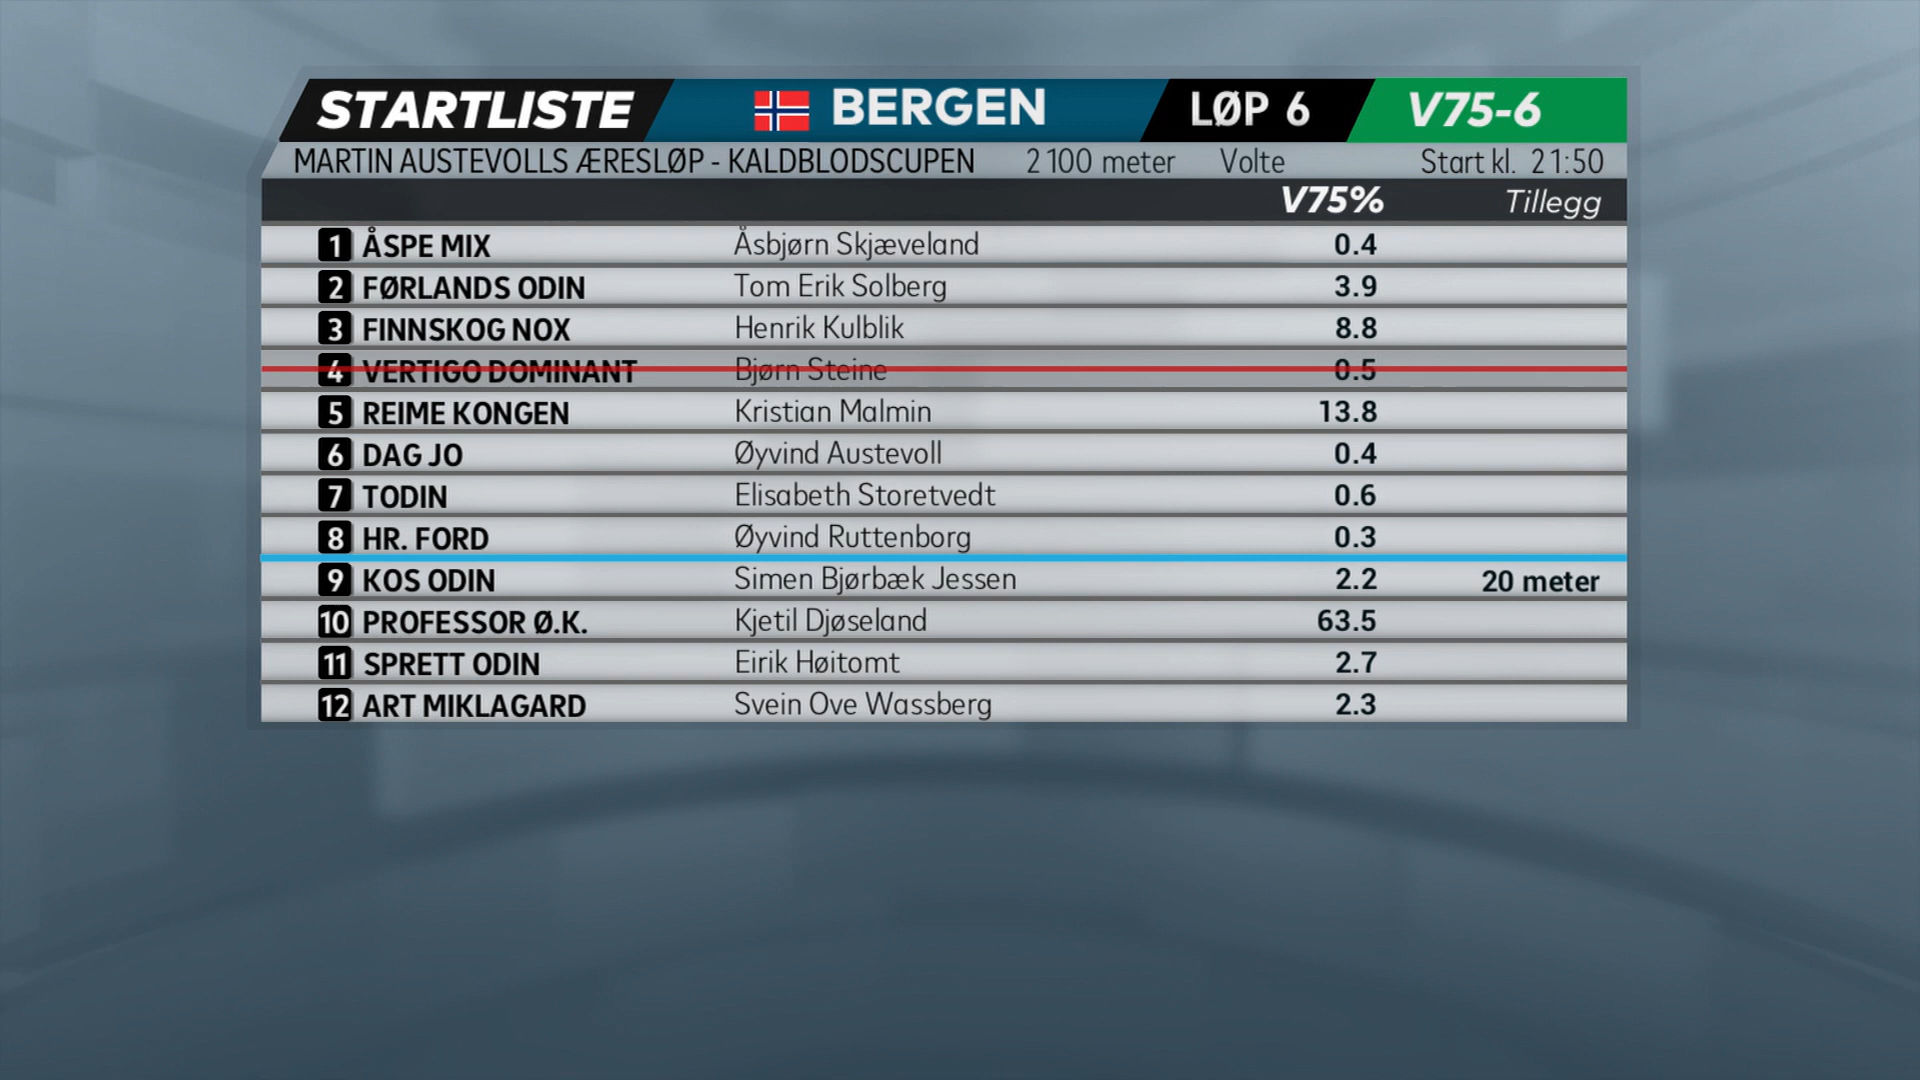 STARTLISTE BERGEN LØP 6 V75-6
MARTIN AUSTEVOLLS ÆRESLØP - KALDBLODSCUPEN 2100 meter Volte Start kl. 21:50
V75% Tillegg
1 ÅSPE MIX Åsbjørn Skjæveland 0.4
2 FØRLANDS ODIN Tom Erik Solberg 3.9
3 FINNSKOG NOX Henrik Kulblik 8.8
4 VERTIGO DOMINANT Bjørn Steine 0.5
5 REIME KONGEN Kristian Malmin 13.8
6 DAG JO Øyvind Austevoll 0.4
7 TODIN Elisabeth Storetvedt 0.6
8 HR. FORD Øyvind Ruttenborg 0.3
9 KOS ODIN Simen Bjørbæk Jessen 2.2 20 meter
10 PROFESSOR Ø.K. Kjetil Djøseland 63.5
11 SPRETT ODIN Eirik Høitomt 2.7
12 ART MIKLAGARD Svein Ove Wassberg 2.3